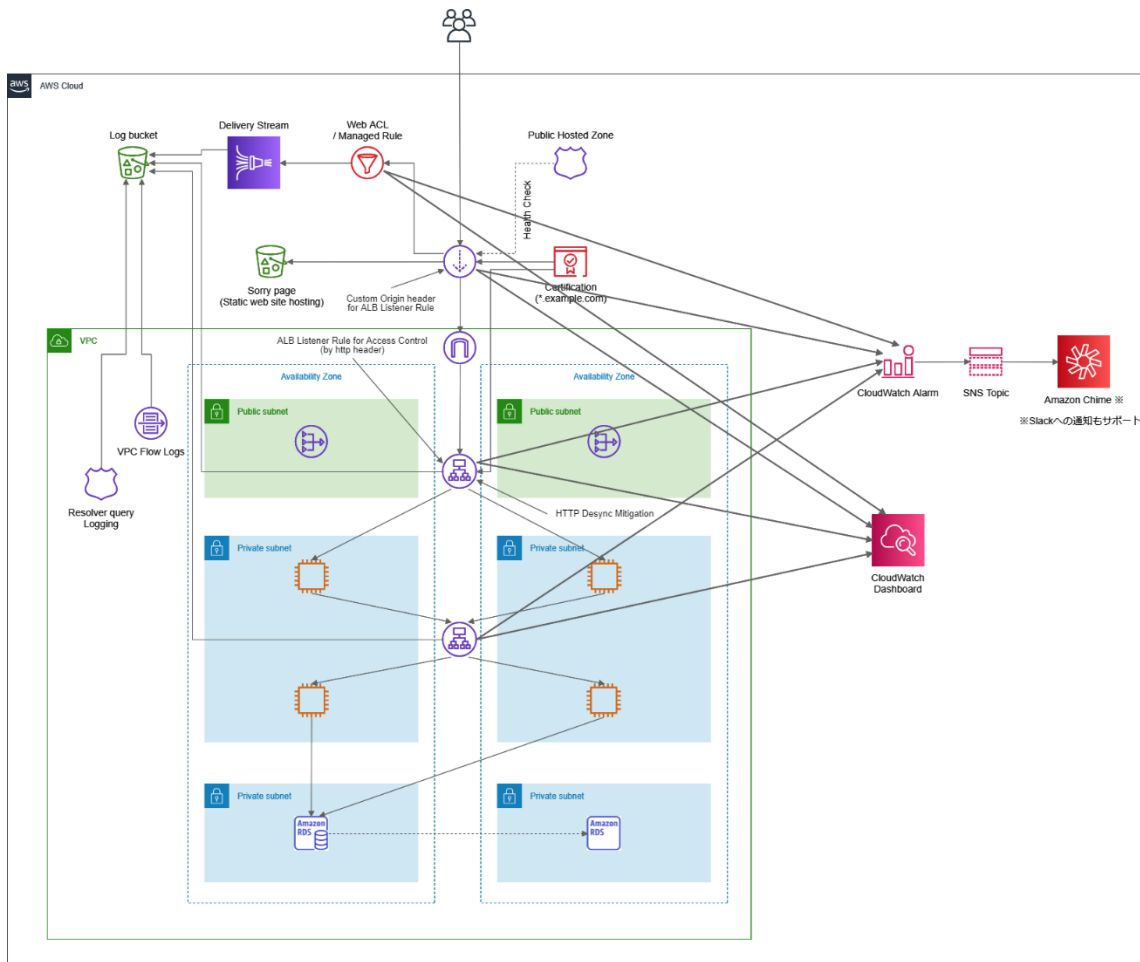 aws
AWS Cloud
Log bucket
Delivery Stream
Web ACL
/ Managed Rule
Public Hosted Zone
Health Check
Sorry page
(Static web site hosting)
Custom Origin header
for ALB Listener Rule
Certification
(*.example.com)
VPC
ALB Listener Rule for Access Control
(by http header)
Availability Zone
Availability Zone
CloudWatch Alarm
SNS Topic
Amazon Chime ※
※Slackへの通知もサポート
Public subnet
Public subnet
VPC Flow Logs
Resolver query
Logging
HTTP Desync Mitigation
Private subnet
Private subnet
CloudWatch
Dashboard
Private subnet
Private subnet
Amazon
RDS
Amazon
RDS